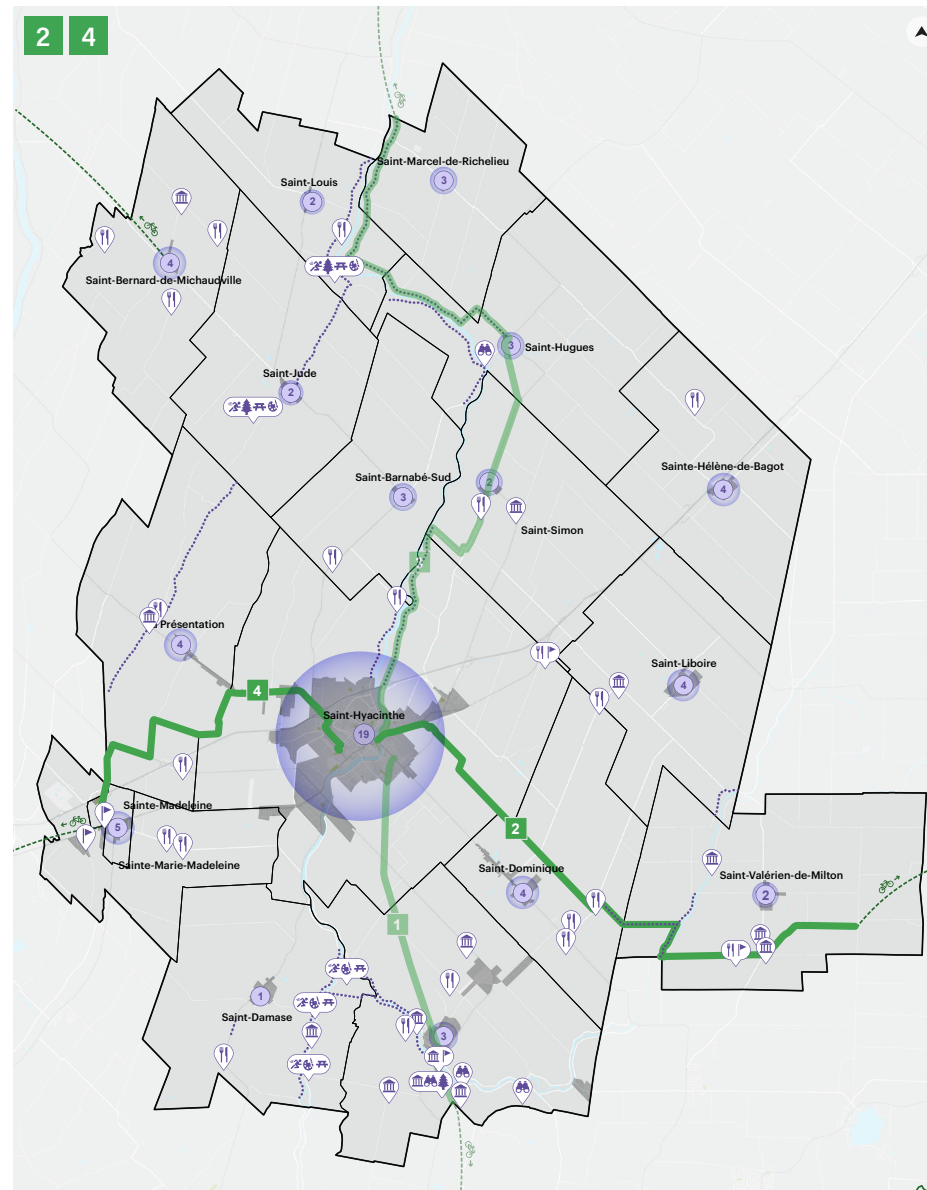 2 4
Saint-Marcel-de-Richelieu
3
Saint-Louis
2
4
Saint-Bernard-de-Michaudville
3
Saint-Hugues
Saint-Jude
2
Sainte-Hélène-de-Bagot
4
Saint-Barnabé-Sud
3
2
Saint-Simon
Présentation
4
Saint-Liboire
4
4
Saint-Hyacinthe
19
Sainte-Madeleine
5
Sainte-Marie-Madeleine
2
Saint-Dominique
4
Saint-Valérien-de-Milton
2
1
1
Saint-Damase
3